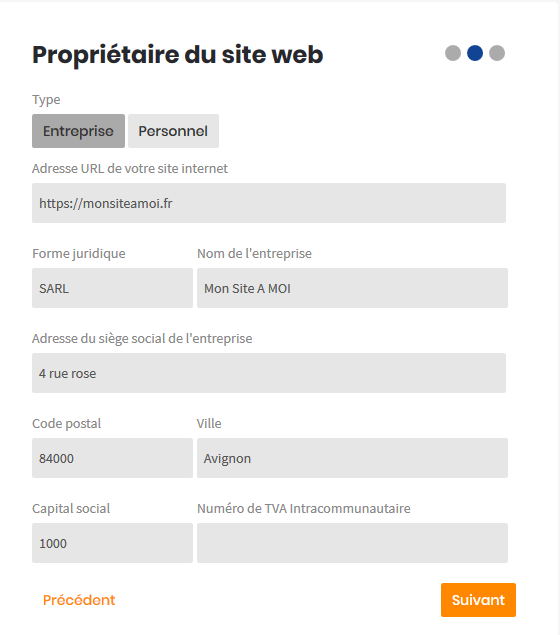 Propriétaire du site web
Type
Entreprise Personnel
Adresse URL de votre site internet
https://monsiteamoi.fr
Forme juridique Nom de l'entreprise
SARL Mon Site A MOI
Adresse du siège social de l'entreprise
4 rue rose
Code postal Ville
84000 Avignon
Capital social Numéro de TVA Intracommunautaire
1000
Précédent Suivant